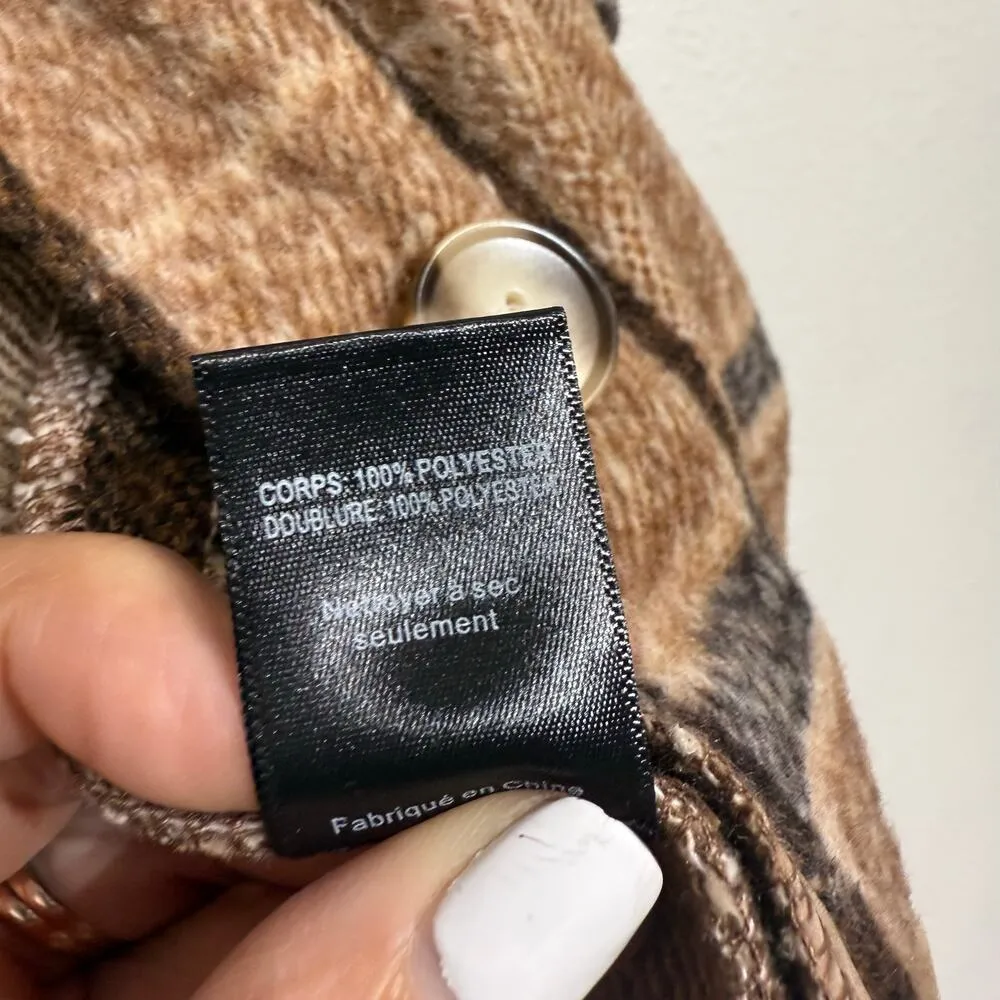 CORPS: 100% POLYESTER
DOUBLURE: 100% POLYESTER
Nettoyer à sec
seulement
Fabriqué en Chine